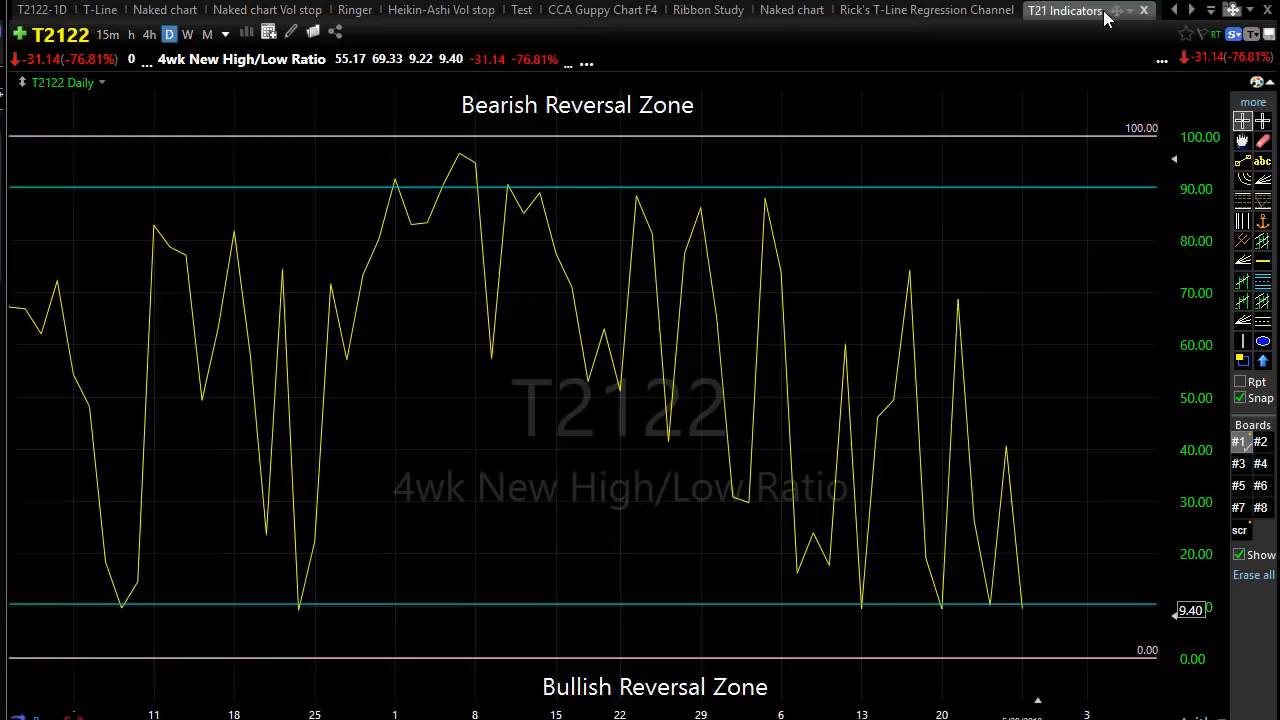 T2122-1D T-Line Naked chart Naked chart Vol stop Ringer Heikin-Ashi Vol stop Test CCA Guppy Chart F4 Ribbon Study Naked chart Rick's T-Line Regression Channel T21 Indicators
T2122 15m h 4h D W M RT S T
-31.14(-76.81%) 0 ... 4wk New High/Low Ratio 55.17 69.33 9.22 9.40 -31.14 -76.81% ... ... ... -31.14(-76.81%)
T2122 Daily
more
Bearish Reversal Zone
100.00
100.00
90.00
abc
80.00
70.00
60.00
T2122
Rpt
50.00
Snap
Boards
#1 #2
40.00
#3 #4
4wk New High/Low Ratio
#5 #6
30.00
#7 #8
scr
20.00
Show
Erase all
9.40
0.00
0.00
Bullish Reversal Zone
11 18 25 1 8 15 22 29 6 13 20 3